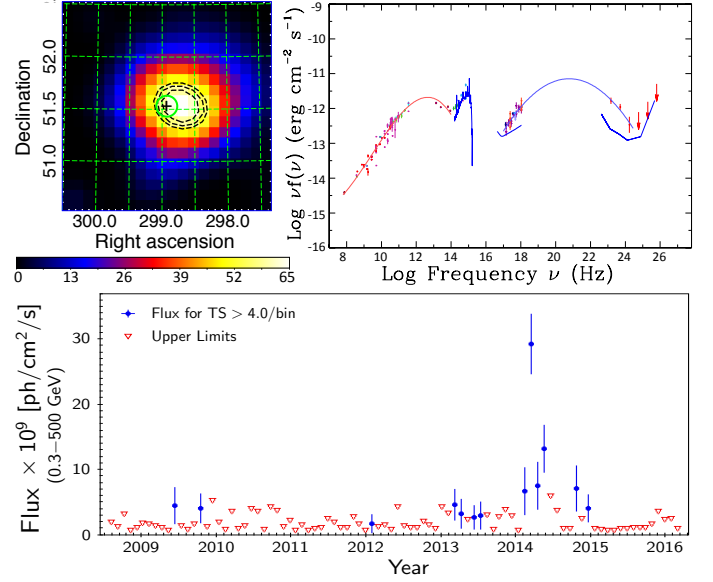 Declination
52.0
51.5
51.0
300.0 299.0 298.0
Right ascension
0 13 26 39 52 65
Log νf(ν) (erg cm⁻² s⁻¹)
-9
-10
-11
-12
-13
-14
-15
-16
8 10 12 14 16 18 20 22 24 26
Log Frequency ν (Hz)
Flux × 10⁹ [ph/cm²/s]
(0.3−500 GeV)
30
20
10
0
Flux for TS > 4.0/bin
Upper Limits
2009 2010 2011 2012 2013 2014 2015 2016
Year